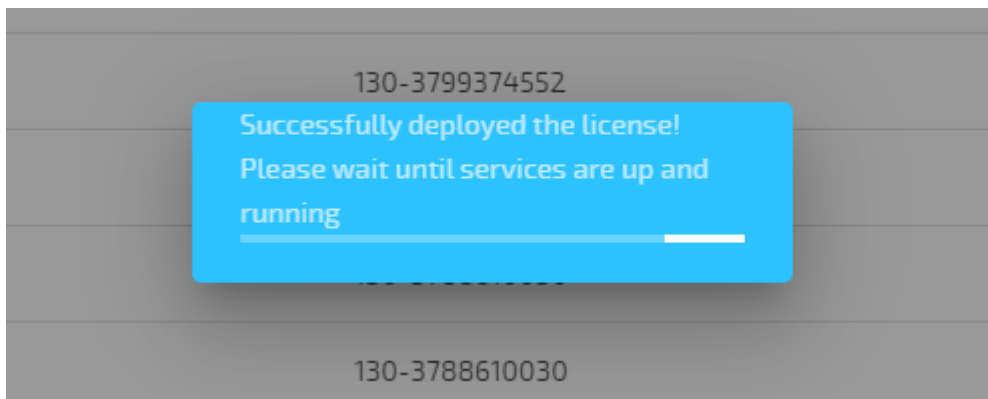 130-3799374552
Successfully deployed the license!
Please wait until services are up and
running
130-3788610030